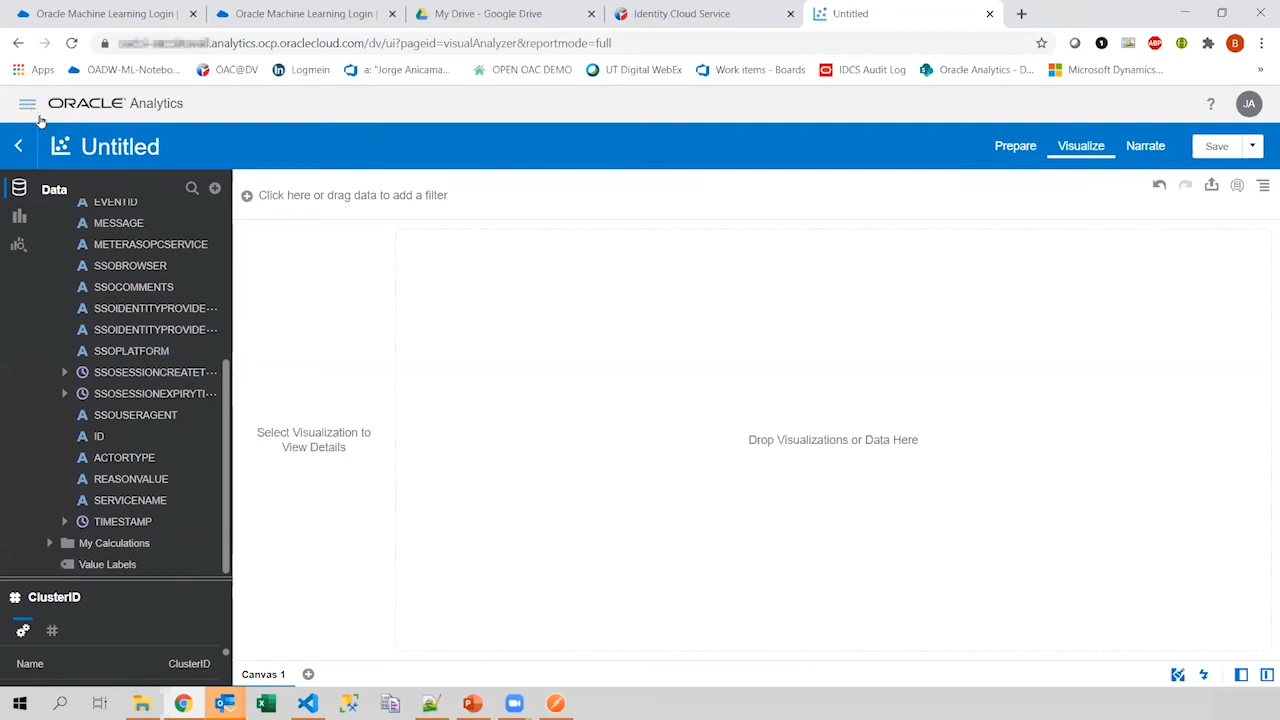 Oracle Machine Learning Login |
Oracle Machine Learning Login |
My Drive - Google Drive
Identity Cloud Service
Untitled
.analytics.ocp.oraclecloud.com/dv/ui?pageid=visualAnalyzer&reportmode=full
ABP
B
Apps
OADW-ML-Notebo...
OAC@DV
Logmein
a: "Jorge Anicama...
OPEN OAC DEMO
UT Digital WebEx
Work items - Boards
IDCS Audit Log
Oracle Analytics - D...
Microsoft Dynamics...
ORACLE Analytics
?
JA
Untitled
Prepare
Visualize
Narrate
Save
Data
Click here or drag data to add a filter
A EVENTID
A MESSAGE
A METERASOPCSERVICE
A SSOBROWSER
A SSOCOMMENTS
A SSOIDENTITYPROVIDE...
A SSOIDENTITYPROVIDE...
A SSOPLATFORM
SSOSESSIONCREATET...
SSOSESSIONEXPIRYTI...
A SSOUSERAGENT
A ID
A ACTORTYPE
A REASONVALUE
A SERVICENAME
TIMESTAMP
My Calculations
Value Labels
Select Visualization to
View Details
Drop Visualizations or Data Here
ClusterID
Name
ClusterID
Canvas 1